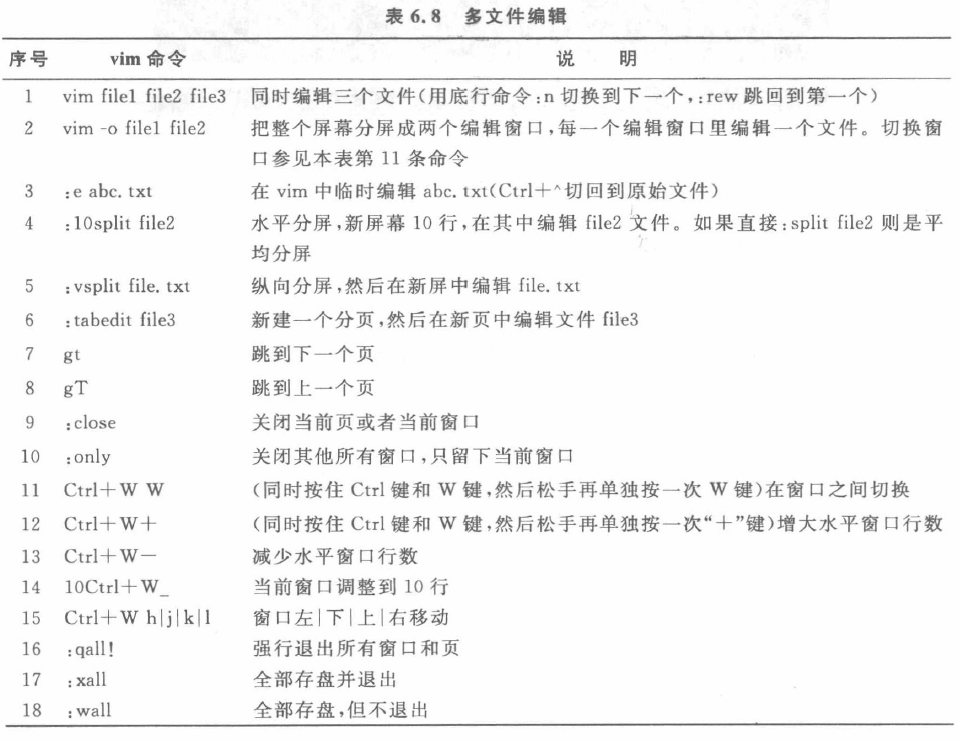 表 6.8 多文件编辑
序号 vim 命令 说 明
1 vim file1 file2 file3 同时编辑三个文件(用底行命令:n 切换到下一个,:rew 跳回到第一个)
2 vim -o file1 file2 把整个屏幕分屏成两个编辑窗口,每一个编辑窗口里编辑一个文件。切换窗
口参见本表第 11 条命令
3 :e abc. txt 在 vim 中临时编辑 abc. txt(Ctrl+^切回到原始文件)
4 :10split file2 水平分屏,新屏幕 10 行,在其中编辑 file2 文件。如果直接:split file2 则是平
均分屏
5 :vsplit file. txt 纵向分屏,然后在新屏中编辑 file. txt
6 :tabedit file3 新建一个分页,然后在新页中编辑文件 file3
7 gt 跳到下一个页
8 gT 跳到上一个页
9 :close 关闭当前页或者当前窗口
10 :only 关闭其他所有窗口,只留下当前窗口
11 Ctrl+W W (同时按住 Ctrl 键和 W 键,然后松手再单独按一次 W 键)在窗口之间切换
12 Ctrl+W+ (同时按住 Ctrl 键和 W 键,然后松手再单独按一次“+”键)增大水平窗口行数
13 Ctrl+W- 减少水平窗口行数
14 10Ctrl+W_ 当前窗口调整到 10 行
15 Ctrl+W h|j|k|l 窗口左|下|上|右移动
16 :qall! 强行退出所有窗口和页
17 :xall 全部存盘并退出
18 :wall 全部存盘,但不退出